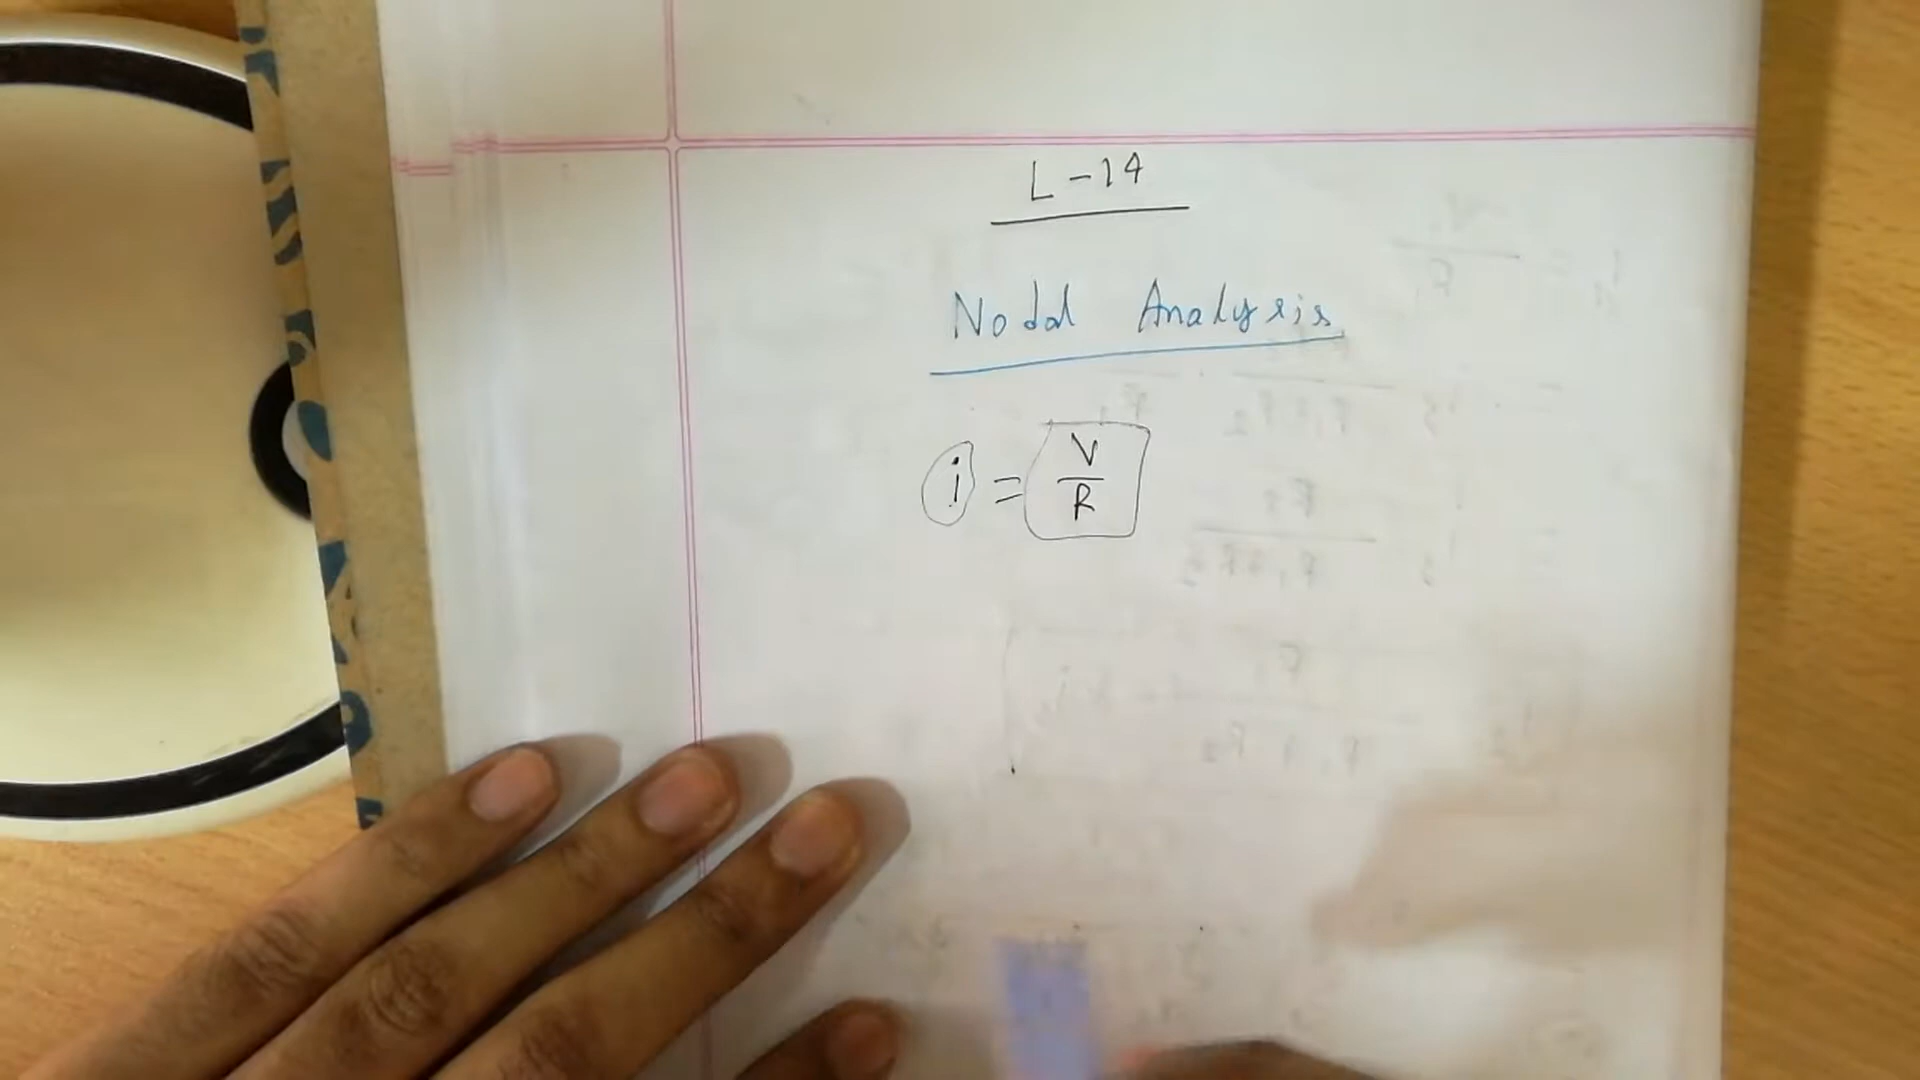 L-14
Nodal Analysis
i = V/R